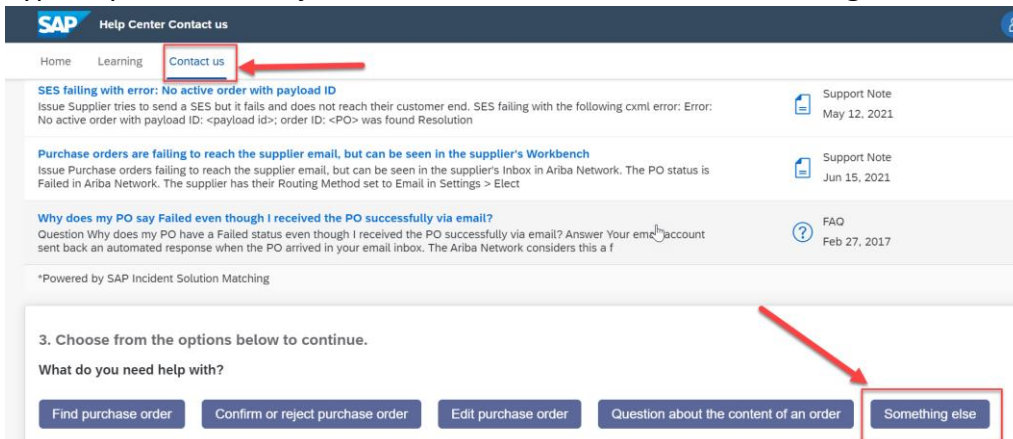 SAP Help Center Contact us
Home Learning Contact us
SES failing with error: No active order with payload ID
Issue Supplier tries to send a SES but it fails and does not reach their customer end. SES failing with the following cxml error: Error:
No active order with payload ID: <payload id>; order ID: <PO> was found Resolution
Support Note
May 12, 2021
Purchase orders are failing to reach the supplier email, but can be seen in the supplier's Workbench
Issue Purchase orders failing to reach the supplier email, but can be seen in the supplier's Inbox in Ariba Network. The PO status is
Failed in Ariba Network. The supplier has their Routing Method set to Email in Settings > Elect
Support Note
Jun 15, 2021
Why does my PO say Failed even though I received the PO successfully via email?
Question Why does my PO have a Failed status even though I received the PO successfully via email? Answer Your email account
sent back an automated response when the PO arrived in your email inbox. The Ariba Network considers this a f
FAQ
Feb 27, 2017
*Powered by SAP Incident Solution Matching
3. Choose from the options below to continue.
What do you need help with?
Find purchase order Confirm or reject purchase order Edit purchase order Question about the content of an order Something else